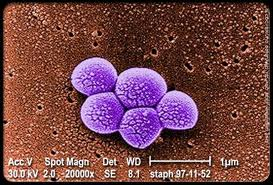 Acc.V Spot Magn Det WD 1µm
30.0 kV 2.0 20000x SE 8.1 staph 97-11-52